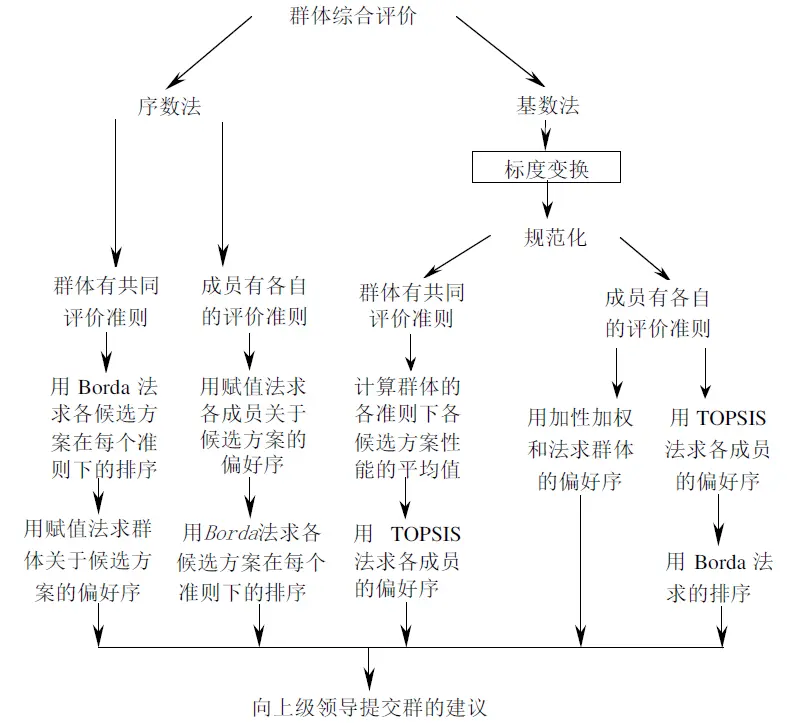 群体综合评价
序数法
基数法
标度变换
规范化
群体有共同
评价准则
成员有各自
的评价准则
群体有共同
评价准则
成员有各自
的评价准则
用 Borda 法
求各候选方
案在每个准
则下的排序
用赋值法求
各成员关于
候选方案的
偏好序
计算群体的
各准则下各
候选方案性
能的平均值
用加性加权
和法求群体
的偏好序
用 TOPSIS
法求各成员
的偏好序
用赋值法求群
体关于候选方
案的偏好序
用Borda法求各
候选方案在每个
准则下的排序
用 TOPSIS
法求各成员
的偏好序
用 Borda 法
求的排序
向上级领导提交群的建议